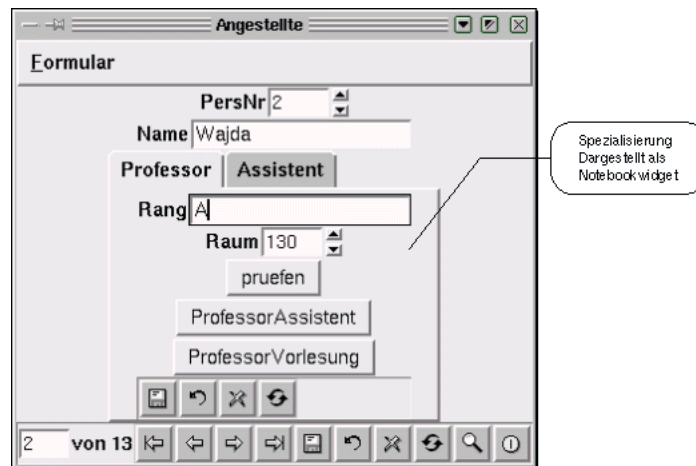 Angestellte
Formular
PersNr 2
Name Wajda
Professor Assistent
Rang A
Raum 130
pruefen
ProfessorAssistent
ProfessorVorlesung
2 von 13
Spezialisierung
Dargestellt als
Notebookwidget